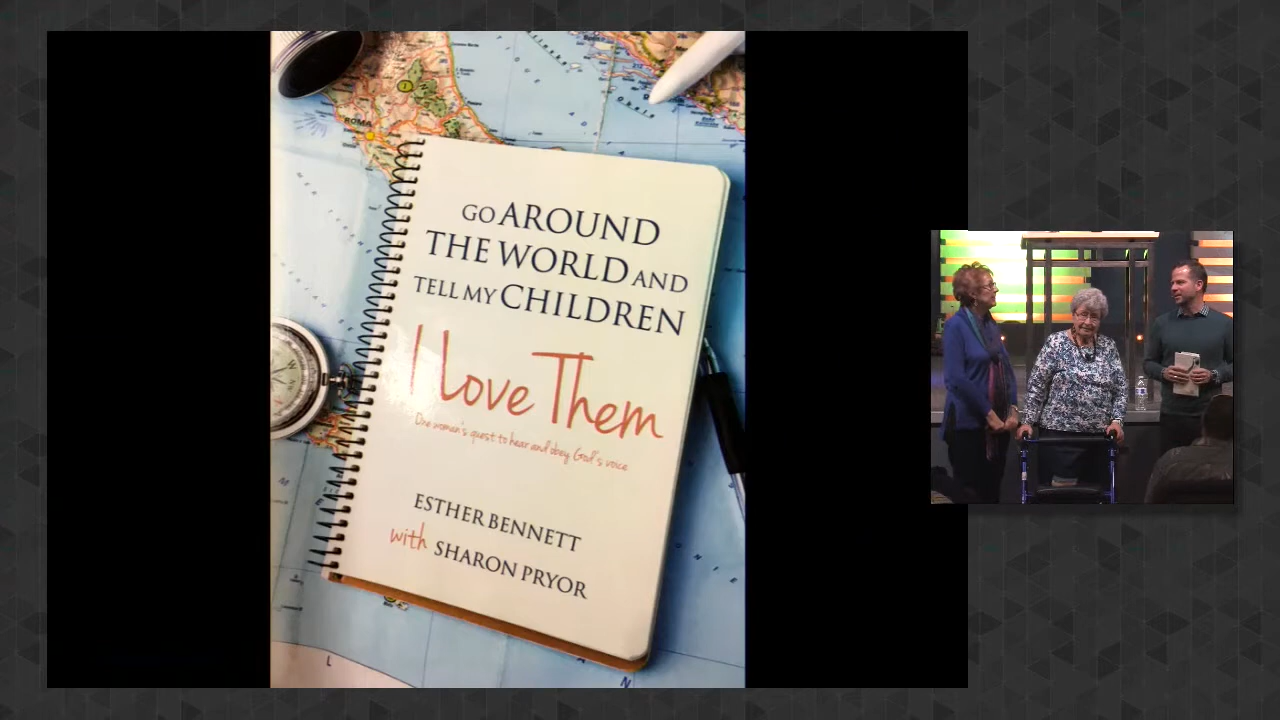 GO AROUND
THE WORLD AND
TELL MY CHILDREN
I Love Them
One woman's quest to hear and obey God's voice
ESTHER BENNETT
with SHARON PRYOR
ROMA